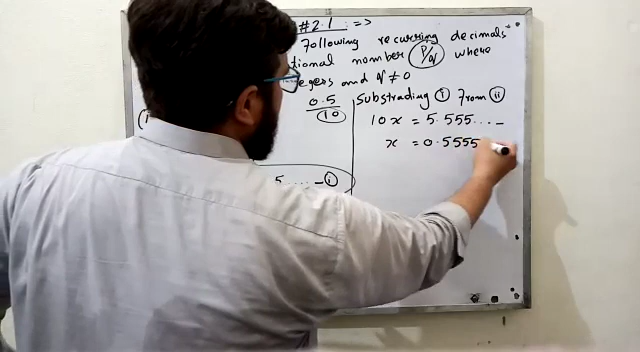 #2.1 :=>
Following recurring decimals
tional number (P/q) where
egers and q ≠ 0
0.5
10
(i
5.... - (i)
Substrading (i) From (ii)
10x = 5.555...-
x = 0.5555